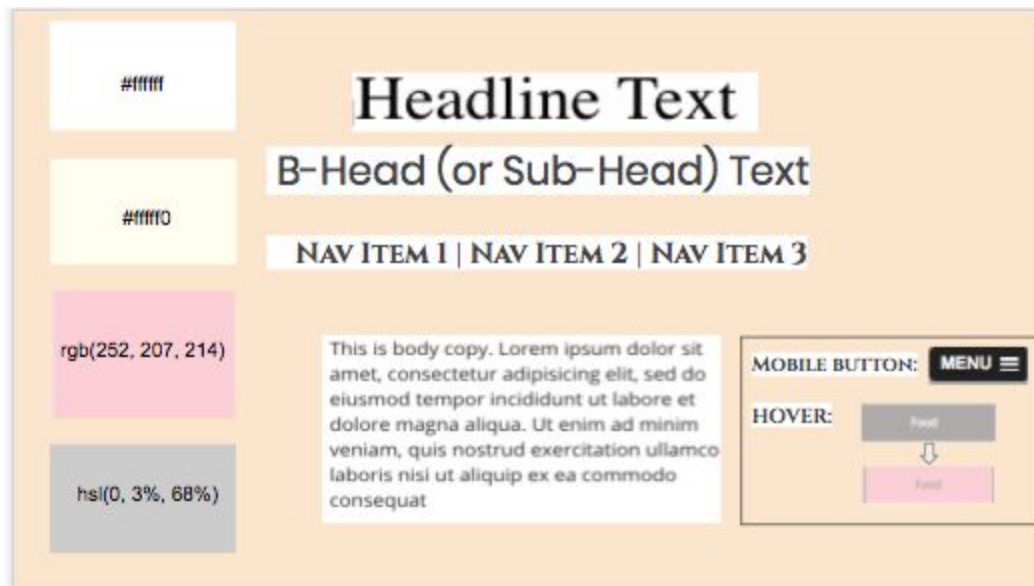 #ffffff
#fffff0
rgb(252, 207, 214)
hsl(0, 3%, 68%)
Headline Text
B-Head (or Sub-Head) Text
NAV ITEM 1 | NAV ITEM 2 | NAV ITEM 3
This is body copy. Lorem ipsum dolor sit
amet, consectetur adipisicing elit, sed do
eiusmod tempor incididunt ut labore et
dolore magna aliqua. Ut enim ad minim
veniam, quis nostrud exercitation ullamco
laboris nisi ut aliquip ex ea commodo
consequat
MOBILE BUTTON: MENU
HOVER:
Food
Food